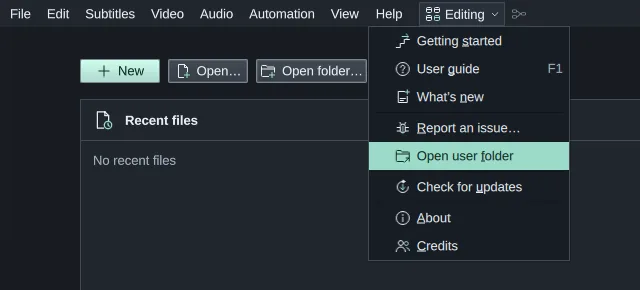 File Edit Subtitles Video Audio Automation View Help Editing
Getting started
New Open... Open folder...
User guide F1
What's new
Recent files
Report an issue...
No recent files
Open user folder
Check for updates
About
Credits